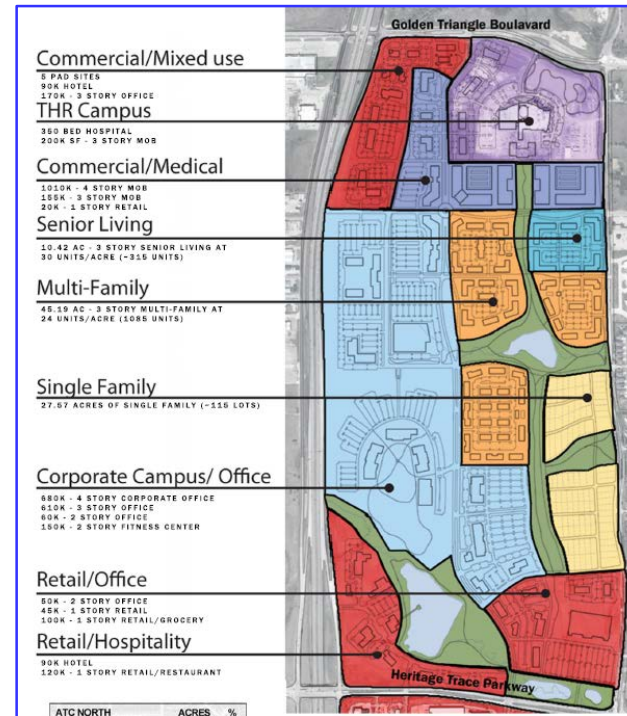 Golden Triangle Boulavard
Commercial/Mixed use
5 PAD SITES
90K HOTEL
170K - 3 STORY OFFICE
THR Campus
350 BED HOSPITAL
200K SF - 3 STORY MOB
Commercial/Medical
1010K - 4 STORY MOB
155K - 3 STORY MOB
20K - 1 STORY RETAIL
Senior Living
10.42 AC - 3 STORY SENIOR LIVING AT
30 UNITS/ACRE (~315 UNITS)
Multi-Family
45.19 AC - 3 STORY MULTI-FAMILY AT
24 UNITS/ACRE (1085 UNITS)
Single Family
27.57 ACRES OF SINGLE FAMILY (~115 LOTS)
Corporate Campus/ Office
680K - 4 STORY CORPORATE OFFICE
610K - 3 STORY OFFICE
60K - 2 STORY OFFICE
150K - 2 STORY FITNESS CENTER
Retail/Office
50K - 2 STORY OFFICE
45K - 1 STORY RETAIL
100K - 1 STORY RETAIL/GROCERY
Retail/Hospitality
90K HOTEL
120K - 1 STORY RETAIL/RESTAURANT
Heritage Trace Parkway
ATC NORTH ACRES %